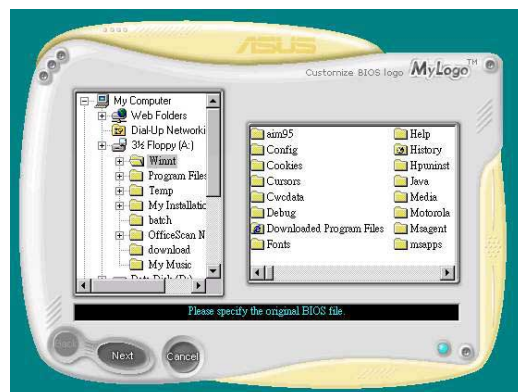 ASUS
Customize BIOS logo MyLogo™
My Computer
Web Folders
Dial-Up Networki
3½ Floppy (A:)
Winnt
Program Files
Temp
My Installatic
batch
OfficeScan N
download
My Music
aim95
Config
Cookies
Cursors
Cwcdata
Debug
Downloaded Program Files
Fonts
Help
History
Hpuninst
Java
Media
Motorola
Msagent
msapps
Please specify the original BIOS file.
Back
Next
Cancel